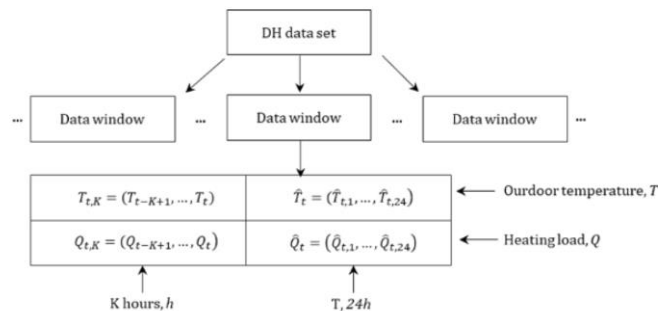 DH data set
... Data window ... Data window ... Data window ...
T_{t,K} = (T_{t−K+1}, ..., T_t) T̂_t = (T̂_{t,1}, ..., T̂_{t,24}) Ourdoor temperature, T
Q_{t,K} = (Q_{t−K+1}, ..., Q_t) Q̂_t = (Q̂_{t,1}, ..., Q̂_{t,24}) Heating load, Q
K hours, h T, 24h